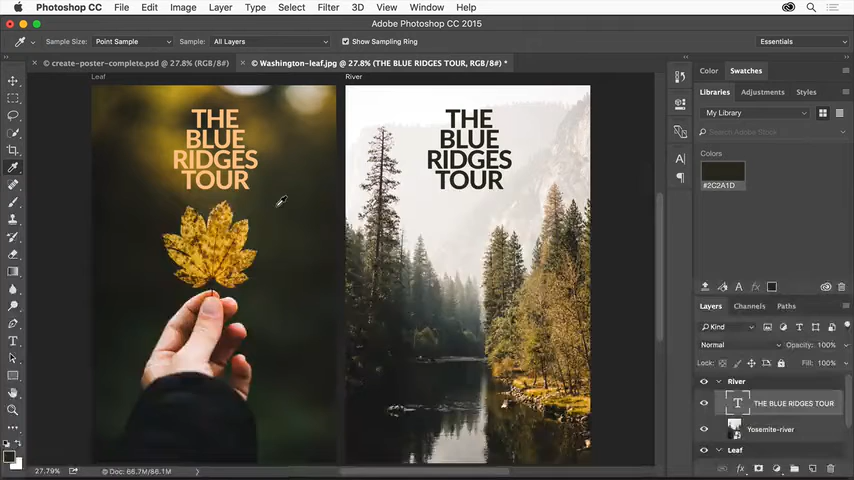 Photoshop CC File Edit Image Layer Type Select Filter 3D View Window Help
Adobe Photoshop CC 2015
Sample Size: Point Sample Sample: All Layers Show Sampling Ring Essentials
© create-poster-complete.psd @ 27.8% (RGB/8#) © Washington-leaf.jpg @ 27.8% (THE BLUE RIDGES TOUR, RGB/8#) *
Leaf River
THE
BLUE
RIDGES
TOUR
THE
BLUE
RIDGES
TOUR
Color Swatches
Libraries Adjustments Styles
My Library
Search Adobe Stock
Colors
#2C2A1D
Layers Channels Paths
Kind
Normal Opacity: 100%
Lock: Fill: 100%
River
T THE BLUE RIDGES TOUR
Yosemite-river
Leaf
27.79% Doc: 66.7M/86.1M